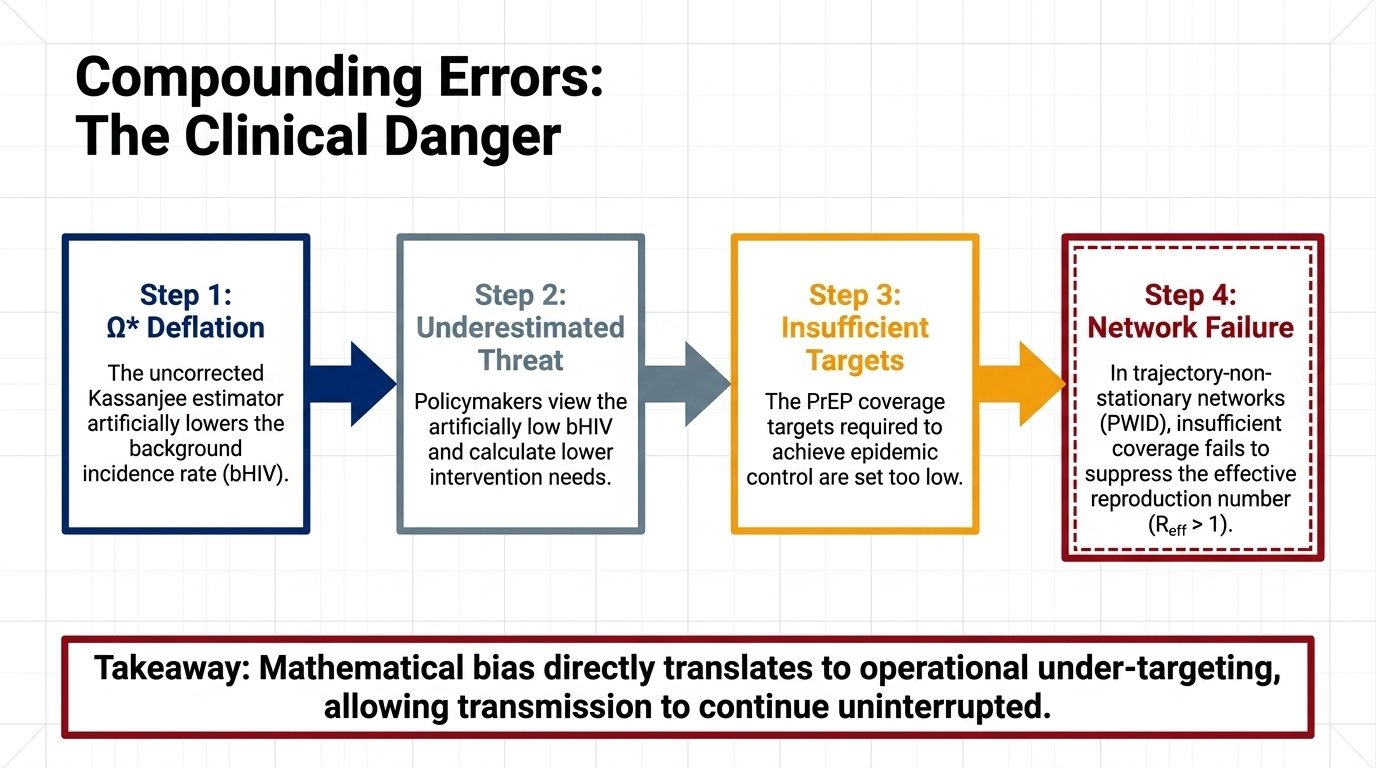 Compounding Errors:
The Clinical Danger
Step 1:
Ω* Deflation
The uncorrected
Kassanjee estimator
artificially lowers the
background
incidence rate (bHIV).
Step 2:
Underestimated
Threat
Policymakers view the
artificially low bHIV
and calculate lower
intervention needs.
Step 3:
Insufficient
Targets
The PrEP coverage
targets required to
achieve epidemic
control are set too low.
Step 4:
Network Failure
In trajectory-non-
stationary networks
(PWID), insufficient
coverage fails to
suppress the effective
reproduction number
(Reff > 1).
Takeaway: Mathematical bias directly translates to operational under-targeting,
allowing transmission to continue uninterrupted.